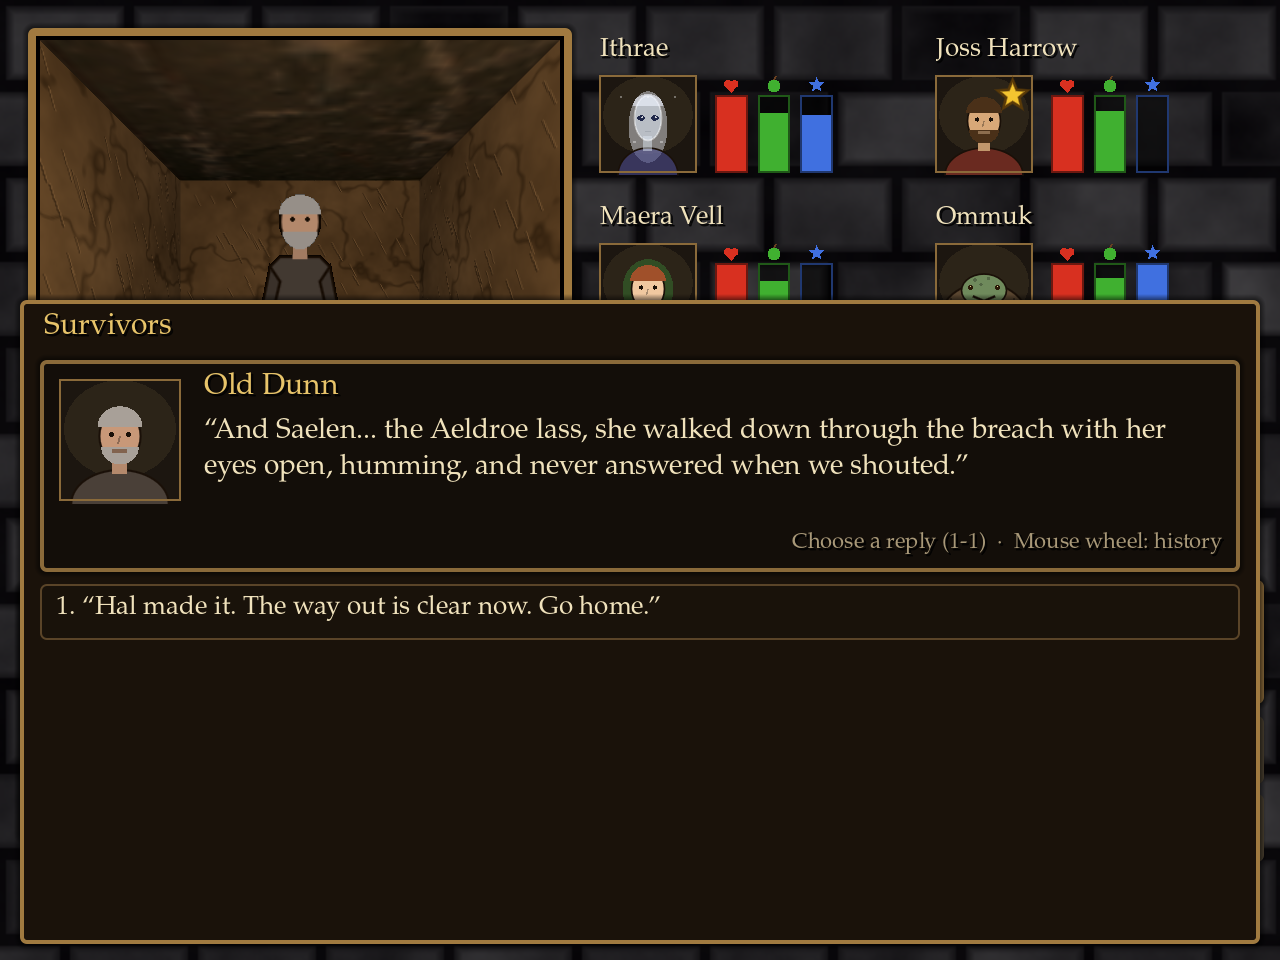 Ithrae
Joss Harrow
Maera Vell
Ommuk
Survivors
Old Dunn
“And Saelen... the Aeldroe lass, she walked down through the breach with her
eyes open, humming, and never answered when we shouted.”
Choose a reply (1-1) · Mouse wheel: history
1. “Hal made it. The way out is clear now. Go home.”